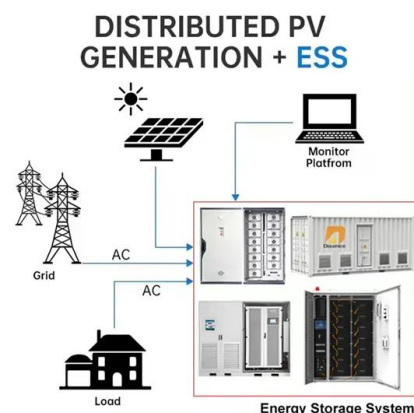 DISTRIBUTED PV
GENERATION + ESS
Monitor
Platfrom
Grid
AC
AC
Load
Energy Storage System